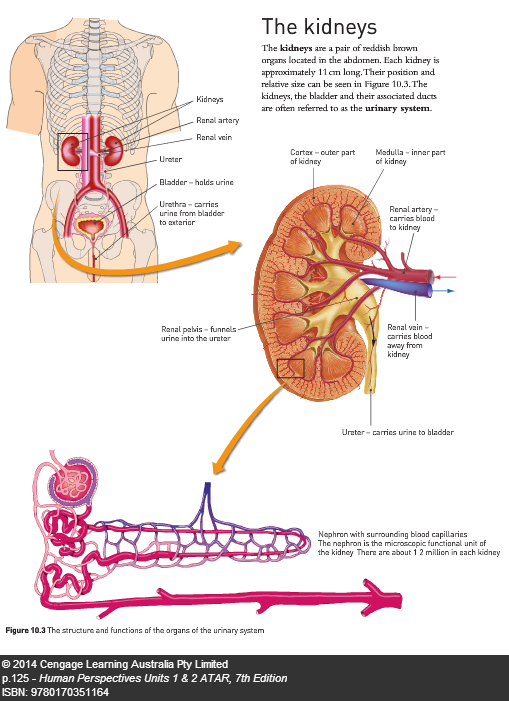 The kidneys
The kidneys are a pair of reddish brown
organs located in the abdomen. Each kidney is
approximately 11 cm long. Their position and
relative size can be seen in Figure 10.3. The
kidneys, the bladder and their associated ducts
are often referred to as the urinary system.
Kidneys
Renal artery
Renal vein
Ureter
Bladder – holds urine
Urethra – carries
urine from bladder
to exterior
Cortex – outer part
of kidney
Medulla – inner part
of kidney
Renal artery –
carries blood
to kidney
Renal pelvis – funnels
urine into the ureter
Renal vein –
carries blood
away from
kidney
Ureter – carries urine to bladder
Nephron with surrounding blood capillaries
The nephron is the microscopic functional unit of
the kidney There are about 1 2 million in each kidney
Figure 10.3 The structure and functions of the organs of the urinary system
© 2014 Cengage Learning Australia Pty Limited
p.125 - Human Perspectives Units 1 & 2 ATAR, 7th Edition
ISBN: 9780170351164